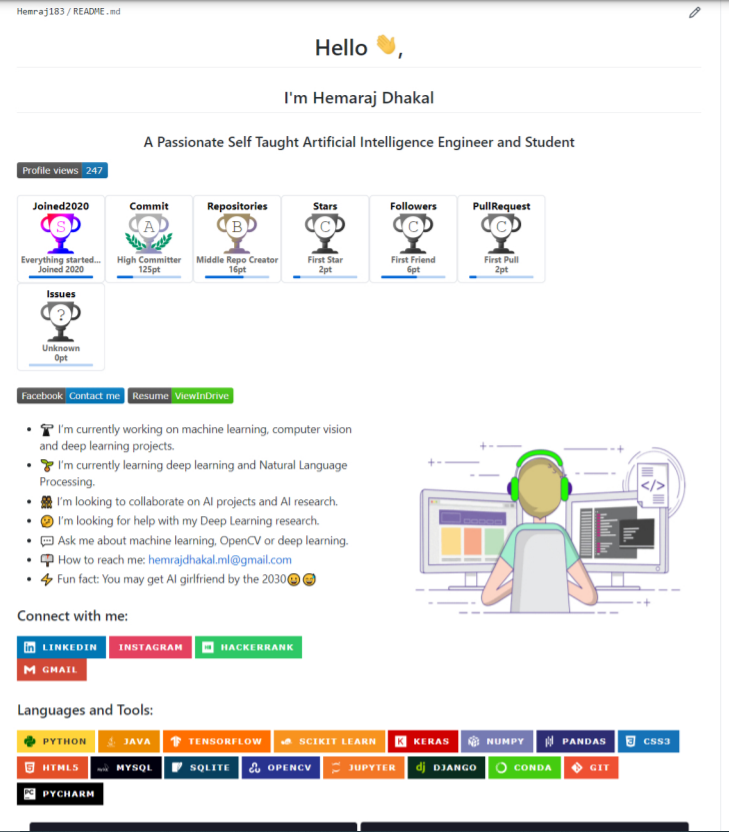 Hemraj183/README.md
Hello 👋,
I'm Hemaraj Dhakal
A Passionate Self Taught Artificial Intelligence Engineer and Student
Profile views 247
Joined2020 Commit Repositories Stars Followers PullRequest
S A B C C C
Everything started... High Committer Middle Repo Creator First Star First Friend First Pull
Joined 2020 125pt 16pt 2pt 6pt 2pt
Issues
?
Unknown
0pt
Facebook Contact me Resume ViewInDrive
I'm currently working on machine learning, computer vision
and deep learning projects.
I'm currently learning deep learning and Natural Language
Processing.
I'm looking to collaborate on AI projects and AI research.
I'm looking for help with my Deep Learning research.
Ask me about machine learning, OpenCV or deep learning.
How to reach me: hemrajdhakal.ml@gmail.com
Fun fact: You may get AI girlfriend by the 2030😀😅
</>
Connect with me:
in LINKEDIN INSTAGRAM HACKERRANK
GMAIL
Languages and Tools:
PYTHON JAVA TENSORFLOW SCIKIT LEARN K KERAS NUMPY PANDAS CSS3
HTML5 MYSQL SQLITE OPENCV JUPYTER dj DJANGO CONDA GIT
PC PYCHARM